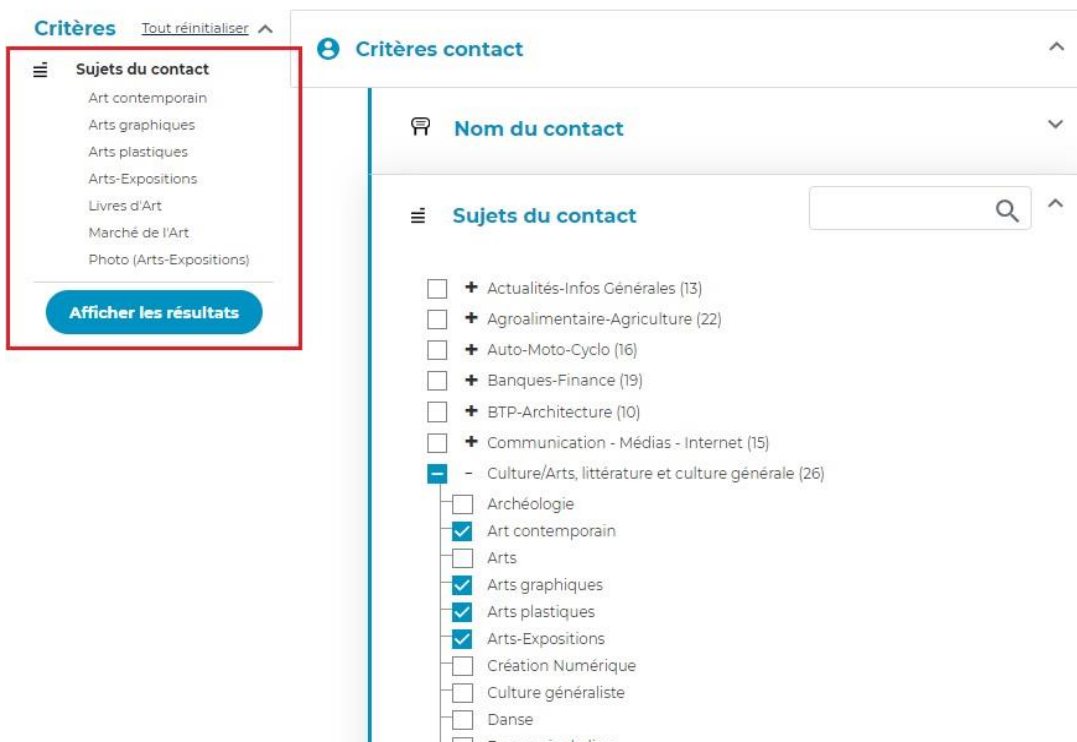 Critères Tout réinitialiser
Sujets du contact
Art contemporain
Arts graphiques
Arts plastiques
Arts-Expositions
Livres d'Art
Marché de l'Art
Photo (Arts-Expositions)
Afficher les résultats
Critères contact
Nom du contact
Sujets du contact
+ Actualités-Infos Générales (13)
+ Agroalimentaire-Agriculture (22)
+ Auto-Moto-Cyclo (16)
+ Banques-Finance (19)
+ BTP-Architecture (10)
+ Communication - Médias - Internet (15)
- Culture/Arts, littérature et culture générale (26)
Archéologie
Art contemporain
Arts
Arts graphiques
Arts plastiques
Arts-Expositions
Création Numérique
Culture généraliste
Danse